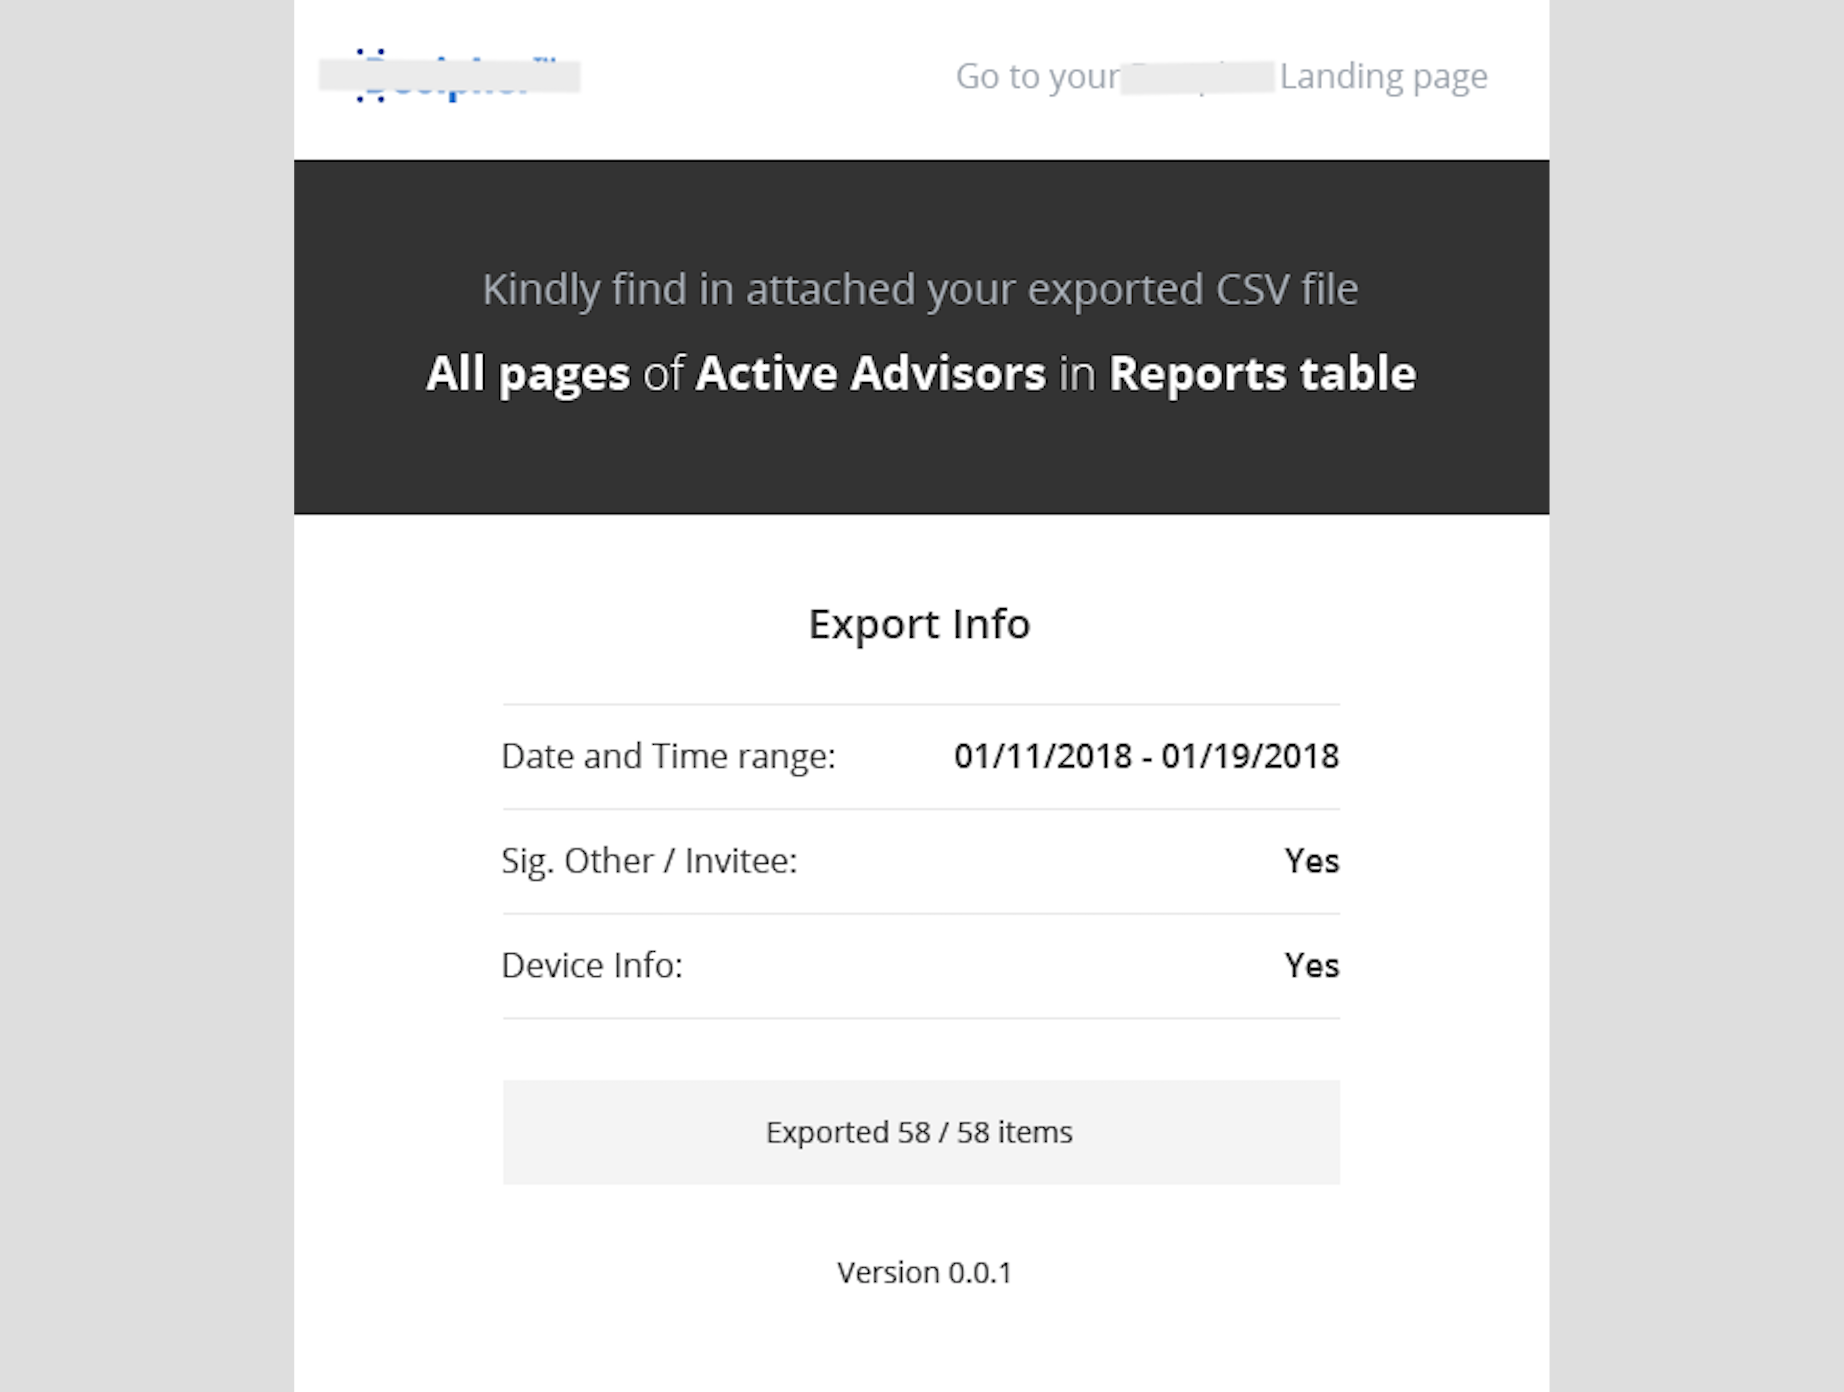 Go to your Landing page
Kindly find in attached your exported CSV file
All pages of Active Advisors in Reports table
Export Info
Date and Time range: 01/11/2018 - 01/19/2018
Sig. Other / Invitee: Yes
Device Info: Yes
Exported 58 / 58 items
Version 0.0.1